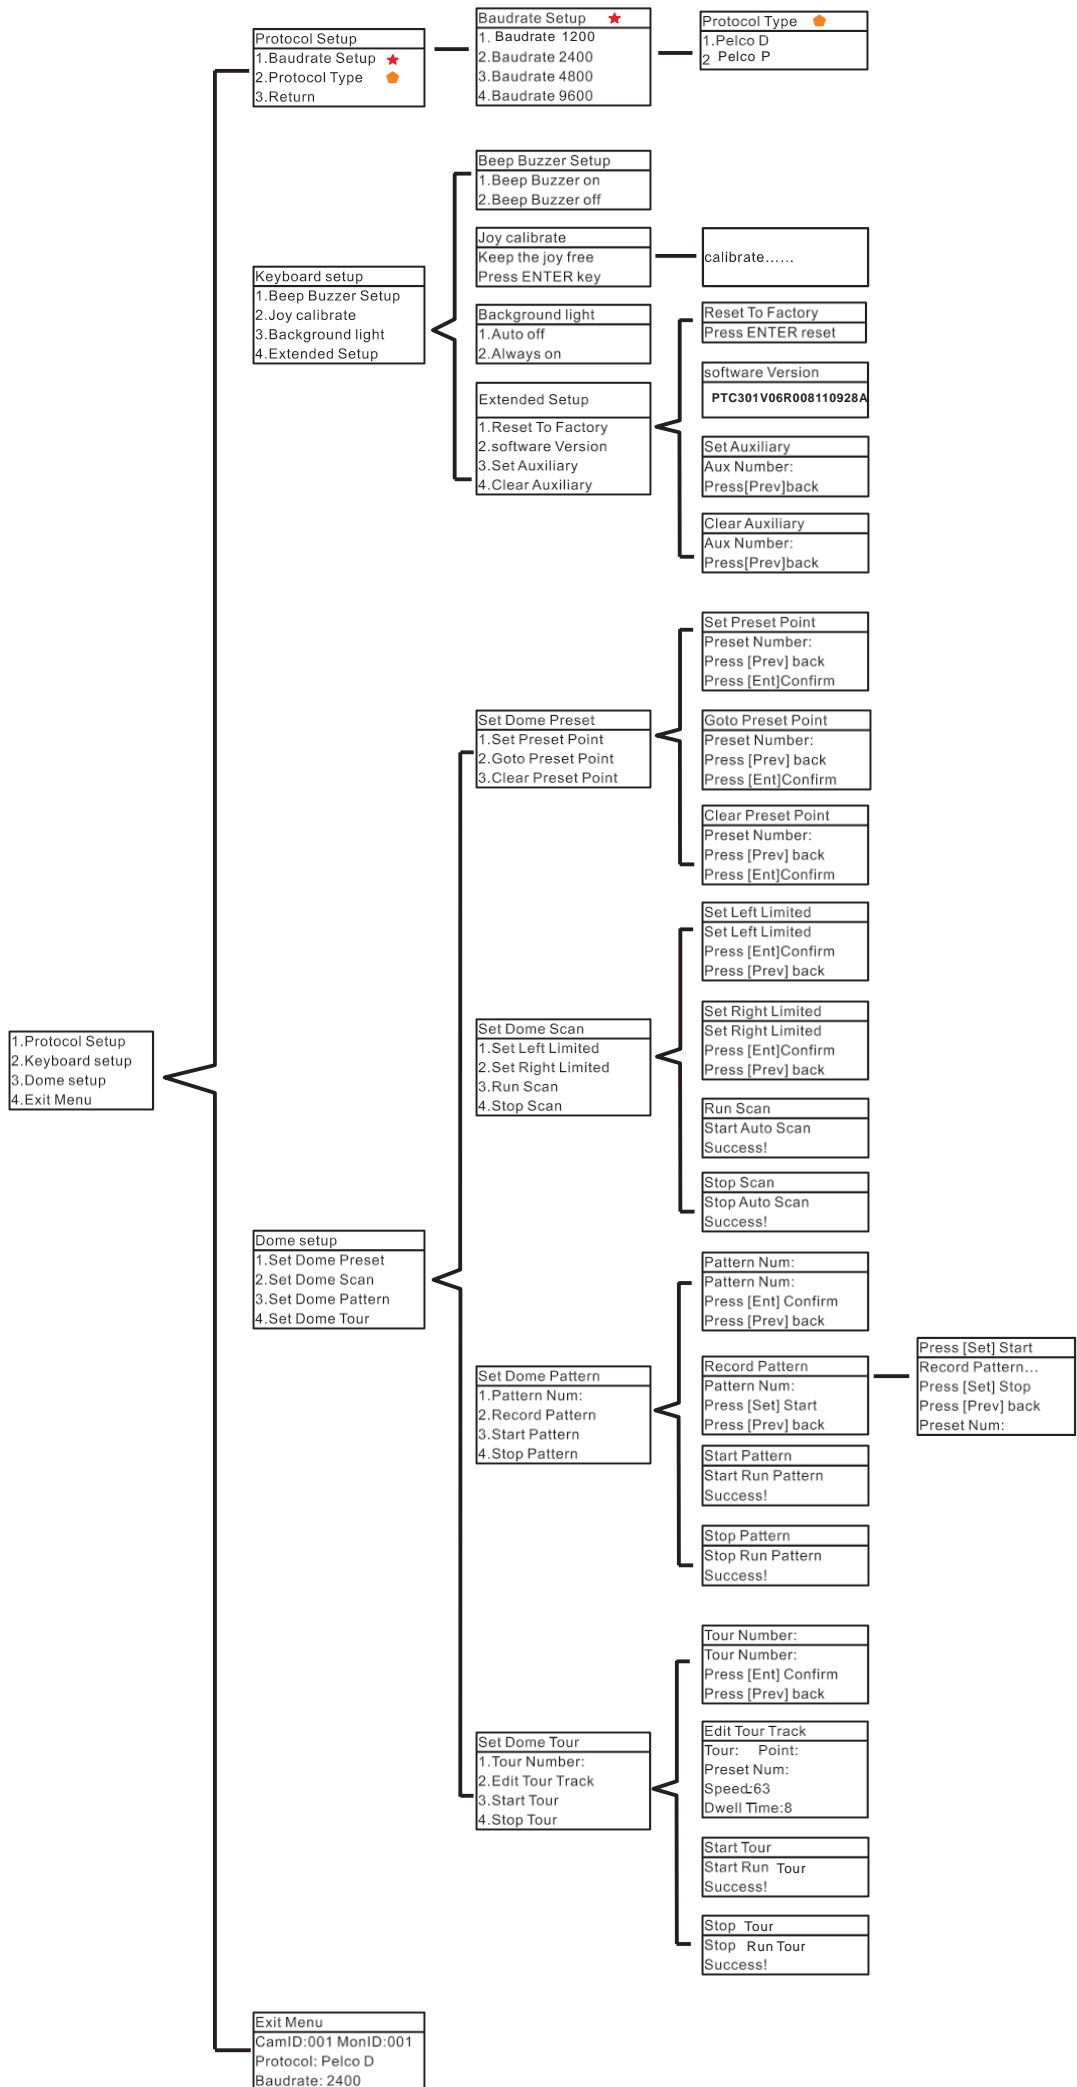 Protocol Setup
1.Baudrate Setup
2.Protocol Type
3.Return
Baudrate Setup
1. Baudrate 1200
2.Baudrate 2400
3.Baudrate 4800
4.Baudrate 9600
Protocol Type
1.Pelco D
2 Pelco P
Beep Buzzer Setup
1.Beep Buzzer on
2.Beep Buzzer off
Joy calibrate
Keep the joy free
Press ENTER key
calibrate......
Keyboard setup
1.Beep Buzzer Setup
2.Joy calibrate
3.Background light
4.Extended Setup
Background light
1.Auto off
2.Always on
Extended Setup
1.Reset To Factory
2.software Version
3.Set Auxiliary
4.Clear Auxiliary
Reset To Factory
Press ENTER reset
software Version
PTC301V06R008110928A
Set Auxiliary
Aux Number:
Press[Prev]back
Clear Auxiliary
Aux Number:
Press[Prev]back
Set Dome Preset
1.Set Preset Point
2.Goto Preset Point
3.Clear Preset Point
Set Preset Point
Preset Number:
Press [Prev] back
Press [Ent]Confirm
Goto Preset Point
Preset Number:
Press [Prev] back
Press [Ent]Confirm
Clear Preset Point
Preset Number:
Press [Prev] back
Press [Ent]Confirm
1.Protocol Setup
2.Keyboard setup
3.Dome setup
4.Exit Menu
Set Dome Scan
1.Set Left Limited
2.Set Right Limited
3.Run Scan
4.Stop Scan
Set Left Limited
Set Left Limited
Press [Ent]Confirm
Press [Prev] back
Set Right Limited
Set Right Limited
Press [Ent]Confirm
Press [Prev] back
Run Scan
Start Auto Scan
Success!
Stop Scan
Stop Auto Scan
Success!
Dome setup
1.Set Dome Preset
2.Set Dome Scan
3.Set Dome Pattern
4.Set Dome Tour
Set Dome Pattern
1.Pattern Num:
2.Record Pattern
3.Start Pattern
4.Stop Pattern
Pattern Num:
Pattern Num:
Press [Ent] Confirm
Press [Prev] back
Record Pattern
Pattern Num:
Press [Set] Start
Press [Prev] back
Press [Set] Start
Record Pattern...
Press [Set] Stop
Press [Prev] back
Preset Num:
Start Pattern
Start Run Pattern
Success!
Stop Pattern
Stop Run Pattern
Success!
Set Dome Tour
1.Tour Number:
2.Edit Tour Track
3.Start Tour
4.Stop Tour
Tour Number:
Tour Number:
Press [Ent] Confirm
Press [Prev] back
Edit Tour Track
Tour: Point:
Preset Num:
Speed:63
Dwell Time:8
Start Tour
Start Run Tour
Success!
Stop Tour
Stop Run Tour
Success!
Exit Menu
CamID:001 MonID:001
Protocol: Pelco D
Baudrate: 2400